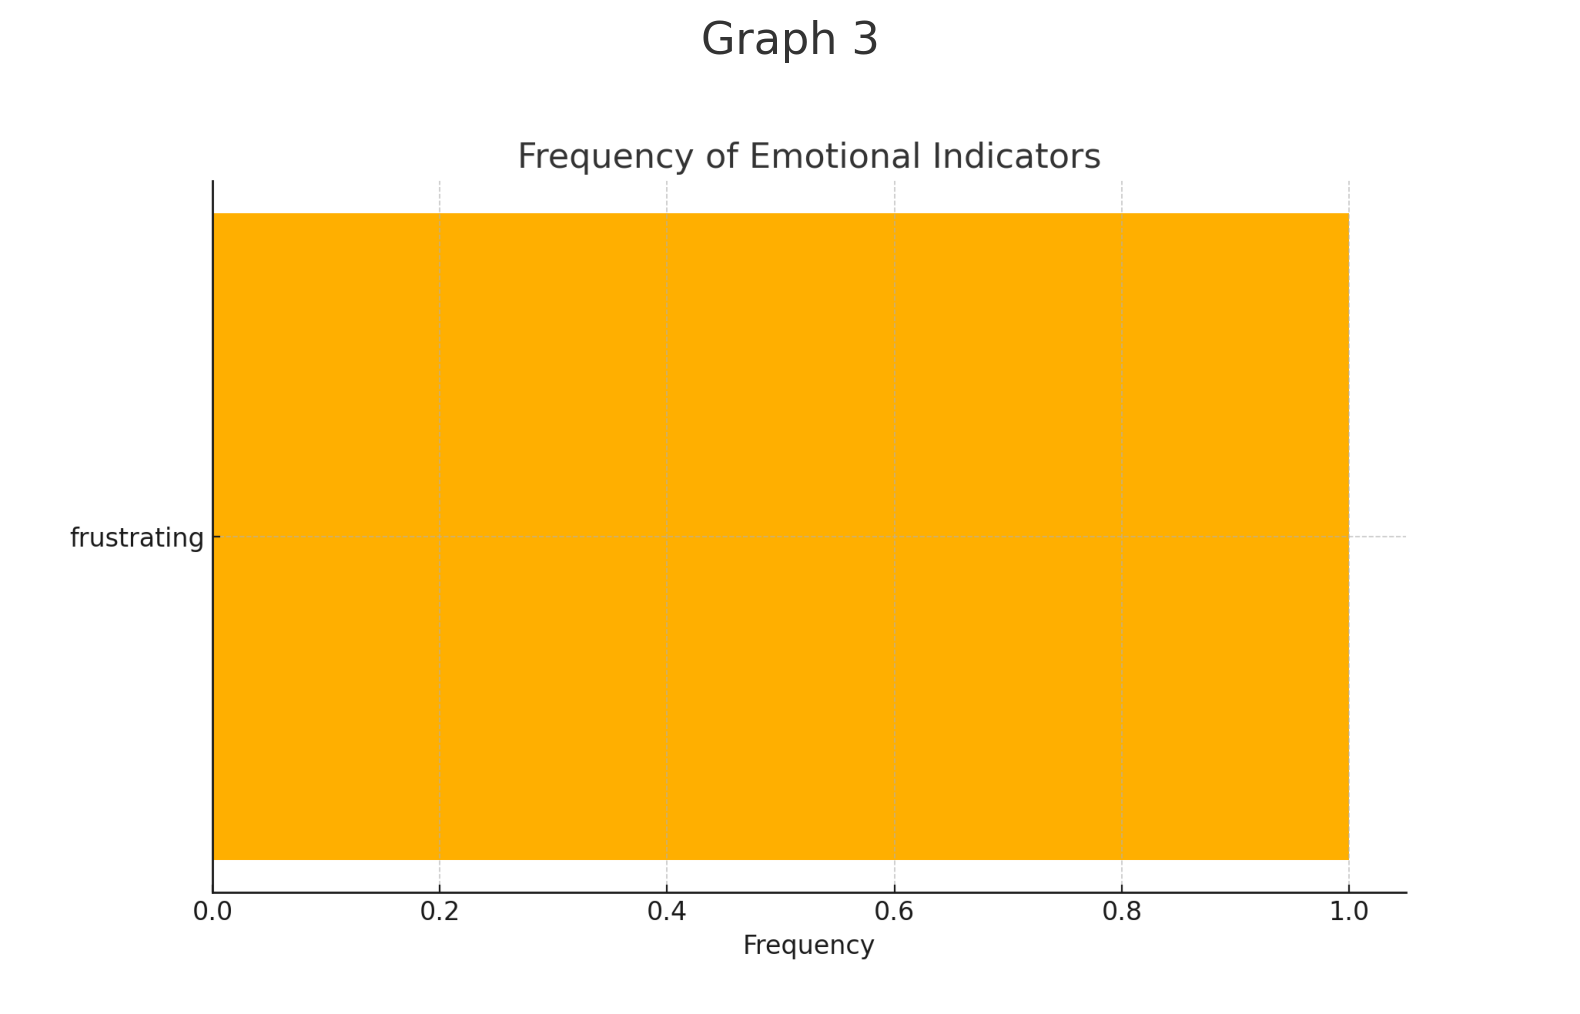 Graph 3
Frequency of Emotional Indicators
frustrating
0.0 0.2 0.4 0.6 0.8 1.0
Frequency